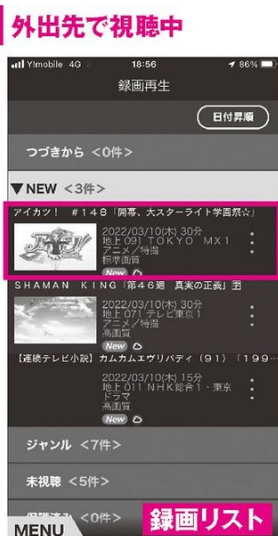 外出先で視聴中
Y!mobile 4G 18:56 86%
録画再生
日付昇順
つづきから <0件>
▼NEW <3件>
アイカツ! #148「開幕、大スターライト学園祭☆」
2022/03/10(木) 30分
地上 091 TOKYO MX1
アニメ/特撮
標準画質
New
SHAMAN KING「第46廻 真実の正義」字
2022/03/10(木) 30分
地上 071 テレビ東京1
アニメ/特撮
高画質
New
【連続テレビ小説】カムカムエヴリバディ(91)「199…
2022/03/10(木) 15分
地上 011 NHK総合1・東京
ドラマ
高画質
New
ジャンル <7件>
未視聴 <5件>
<0件>
MENU
録画リスト